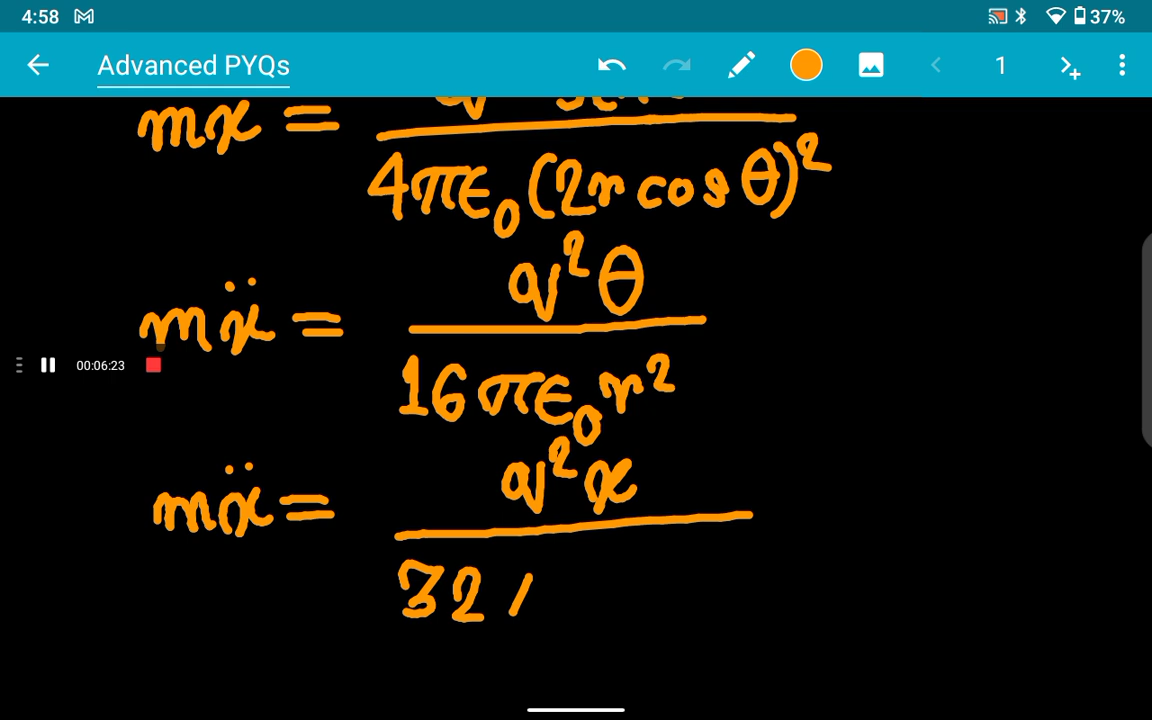 4:58 37%
Advanced PYQs 1
mẍ =
4πε₀(2r cos θ)²
mẍ = q²θ
16πε₀r²
00:06:23
mẍ = q²x
32